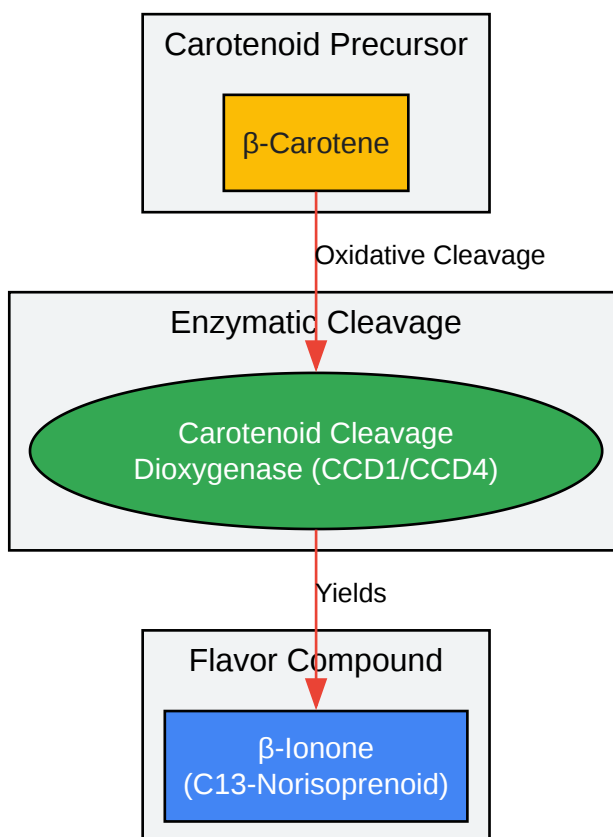 Carotenoid Precursor
β-Carotene
Oxidative Cleavage
Enzymatic Cleavage
Carotenoid Cleavage
Dioxygenase (CCD1/CCD4)
Yields
Flavor Compound
β-Ionone
(C13-Norisoprenoid)